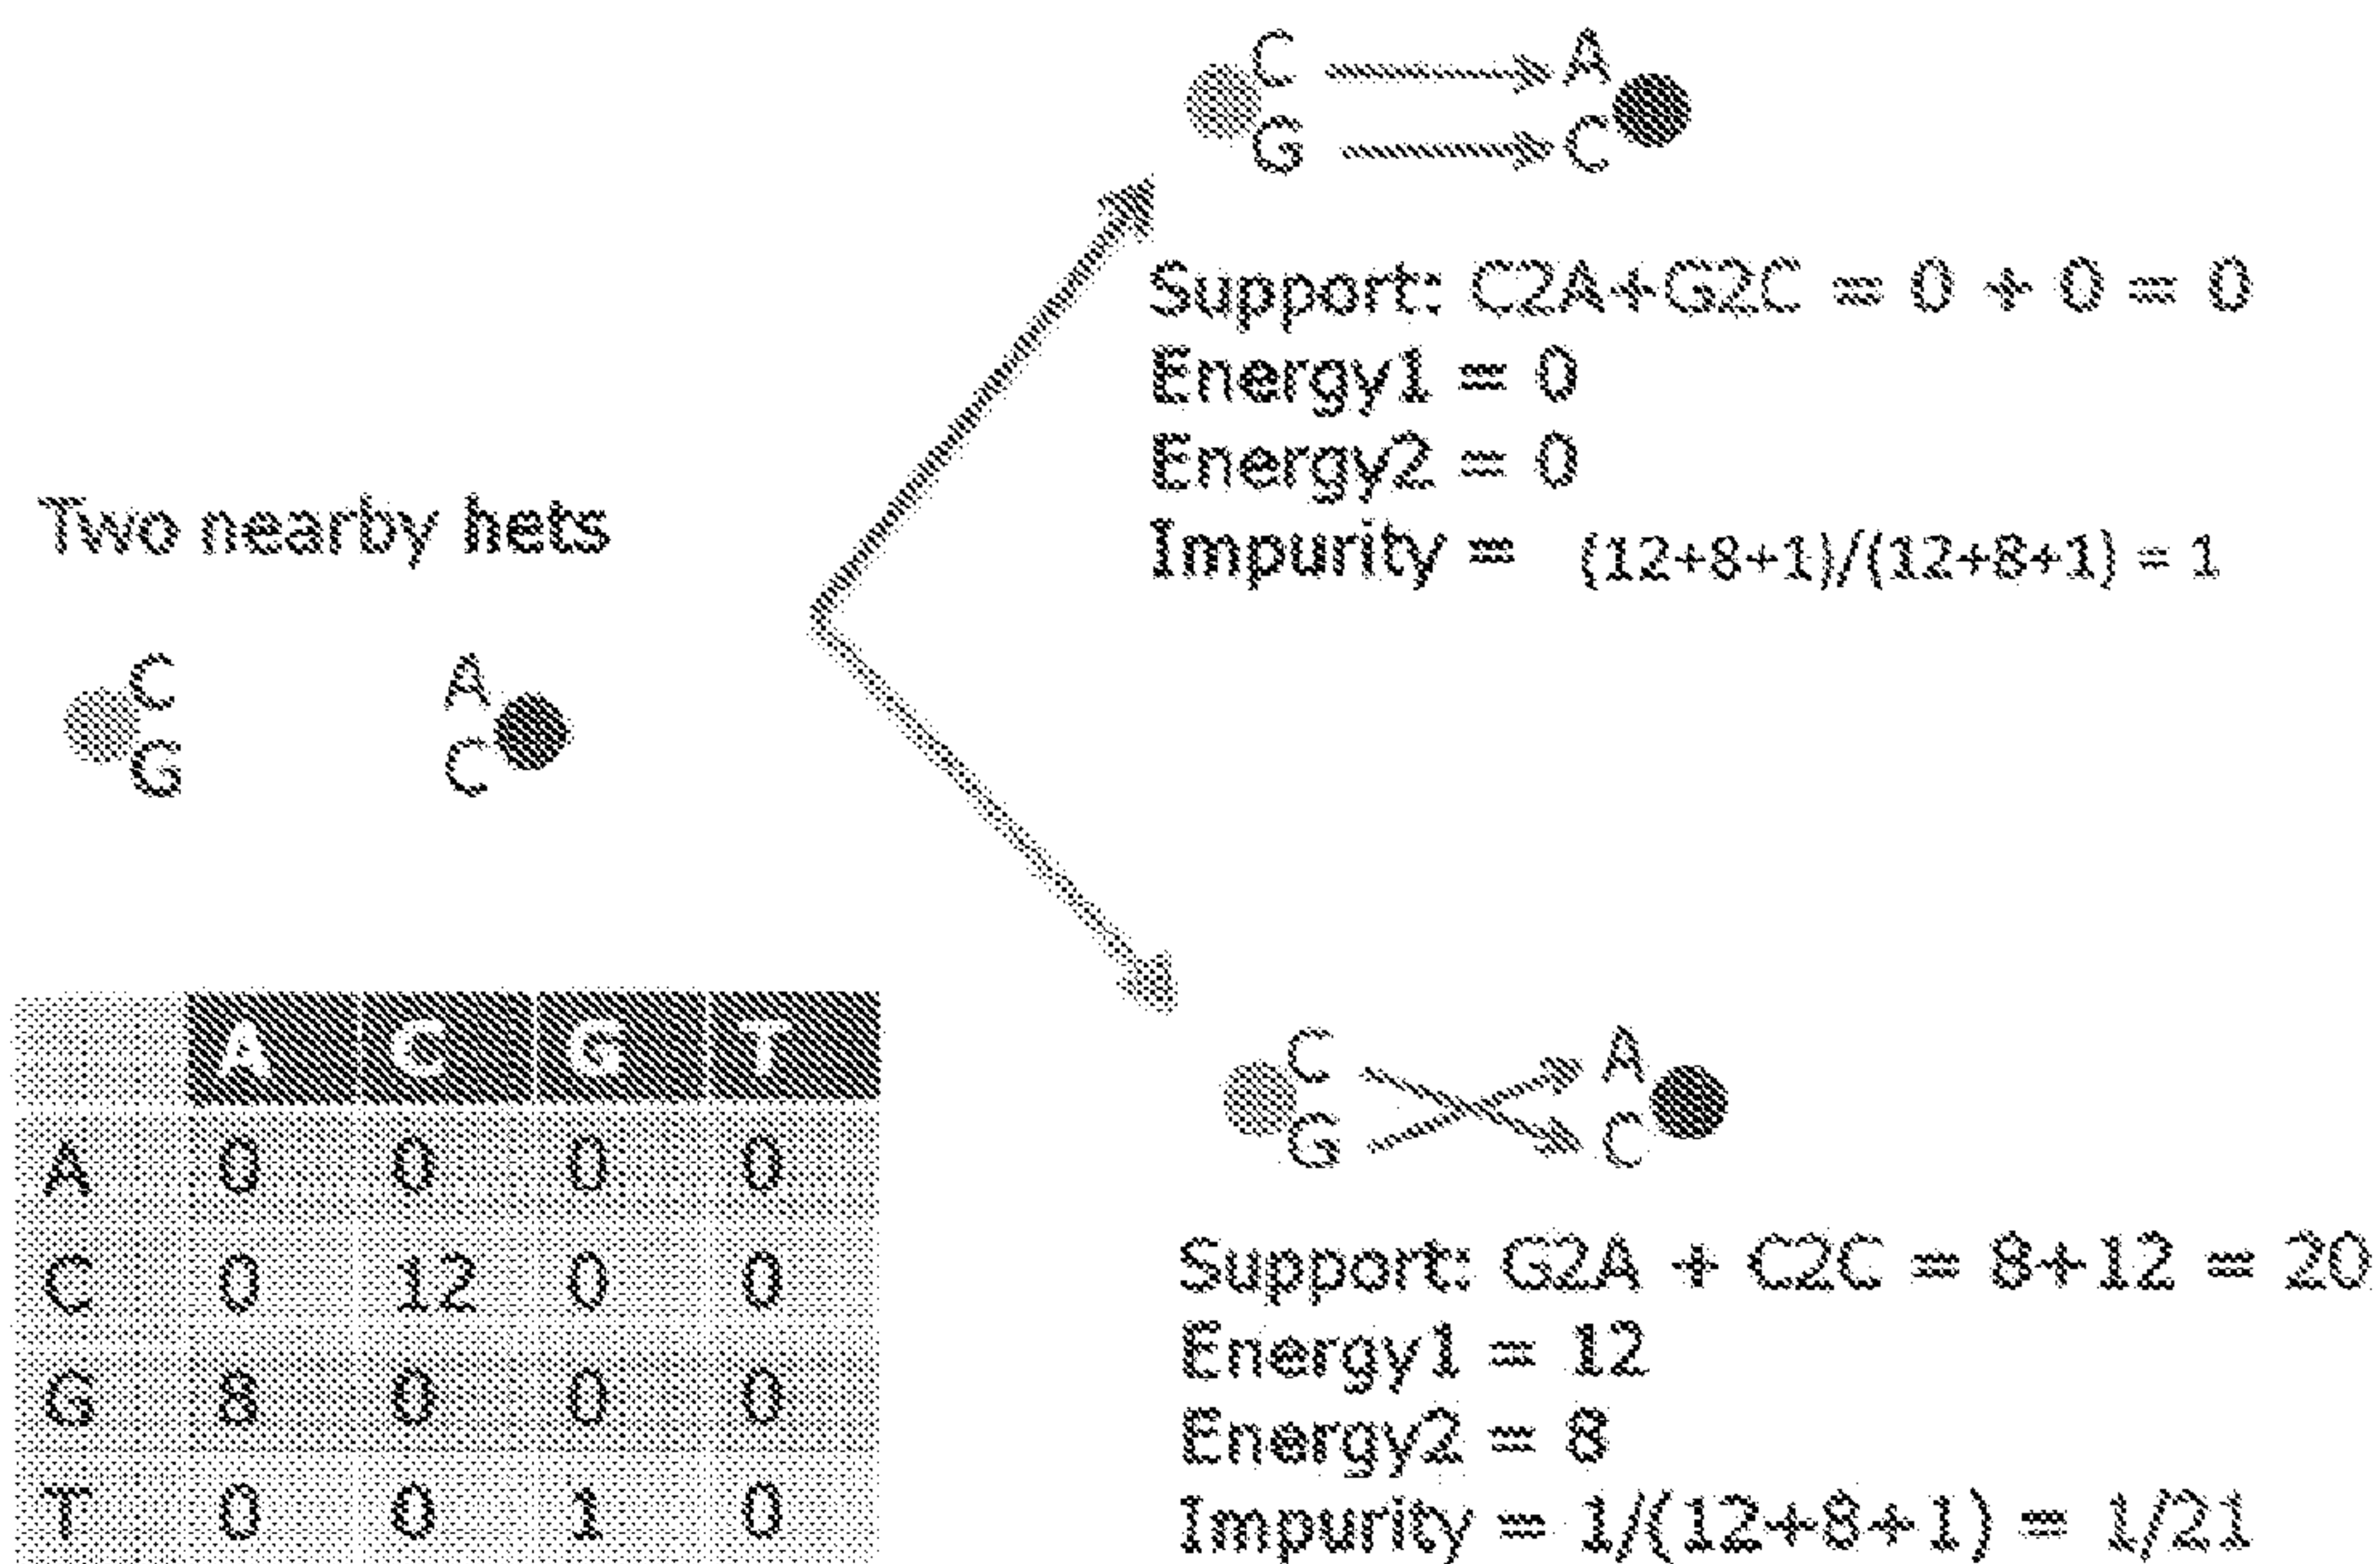 Two nearby hets
C A
G C
A C G T
A 0 0 0 0
C 0 12 0 0
G 8 0 0 0
T 0 0 1 0
C A
G C
Support: C2A+G2C = 0 + 0 = 0
Energy1 = 0
Energy2 = 0
Impurity = (12+8+1)/(12+8+1) = 1
C A
G C
Support: G2A + C2C = 8+12 = 20
Energy1 = 12
Energy2 = 8
Impurity = 1/(12+8+1) = 1/21